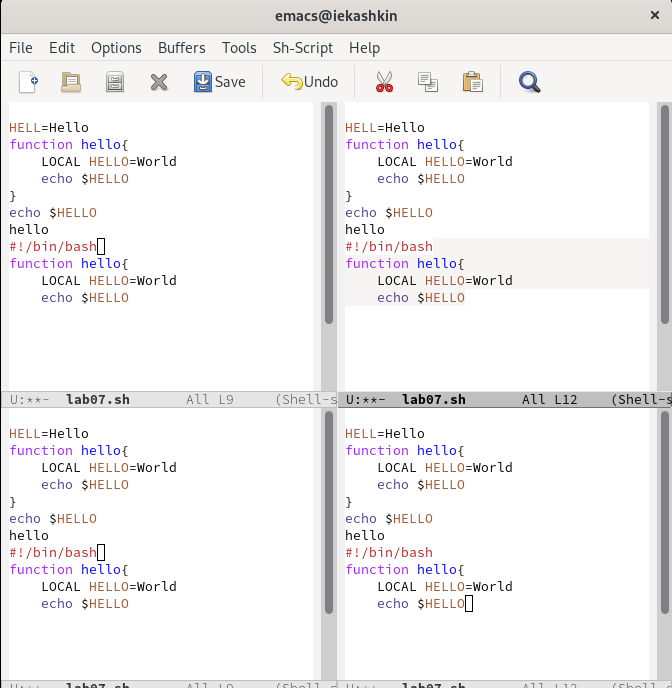 emacs@iekashkin
×
File Edit Options Buffers Tools Sh-Script Help
Save Undo
HELL=Hello
function hello{
    LOCAL HELLO=World
    echo $HELLO
}
echo $HELLO
hello
#!/bin/bash
function hello{
    LOCAL HELLO=World
    echo $HELLO
U:**-  lab07.sh       All L9     (Shell-s
HELL=Hello
function hello{
    LOCAL HELLO=World
    echo $HELLO
}
echo $HELLO
hello
#!/bin/bash
function hello{
    LOCAL HELLO=World
    echo $HELLO
U:**-  lab07.sh       All L12    (Shell-s
HELL=Hello
function hello{
    LOCAL HELLO=World
    echo $HELLO
}
echo $HELLO
hello
#!/bin/bash
function hello{
    LOCAL HELLO=World
    echo $HELLO
U:**-  lab07.sh       All L9     (Shell-s
HELL=Hello
function hello{
    LOCAL HELLO=World
    echo $HELLO
}
echo $HELLO
hello
#!/bin/bash
function hello{
    LOCAL HELLO=World
    echo $HELLO
U:**-  lab07.sh       All L12    (Shell-s